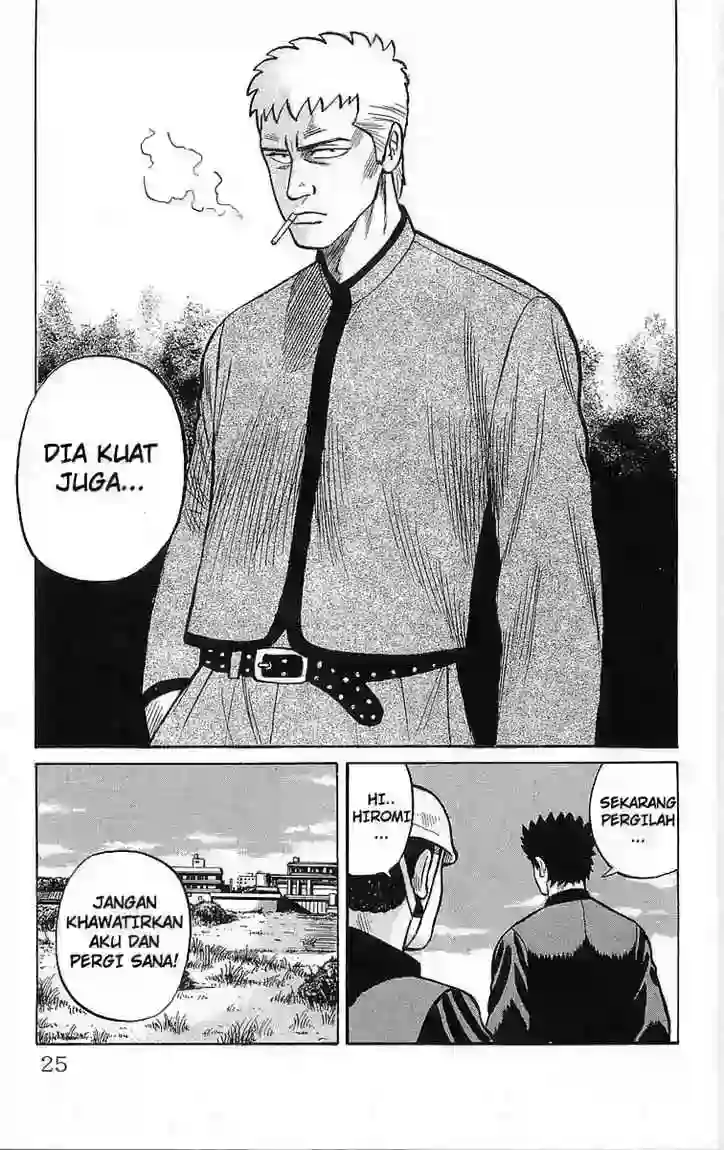 DIA KUAT
JUGA...
SEKARANG
PERGILAH
...
HI..
HIROMI
...
JANGAN
KHAWATIRKAN
AKU DAN
PERGI SANA!
25